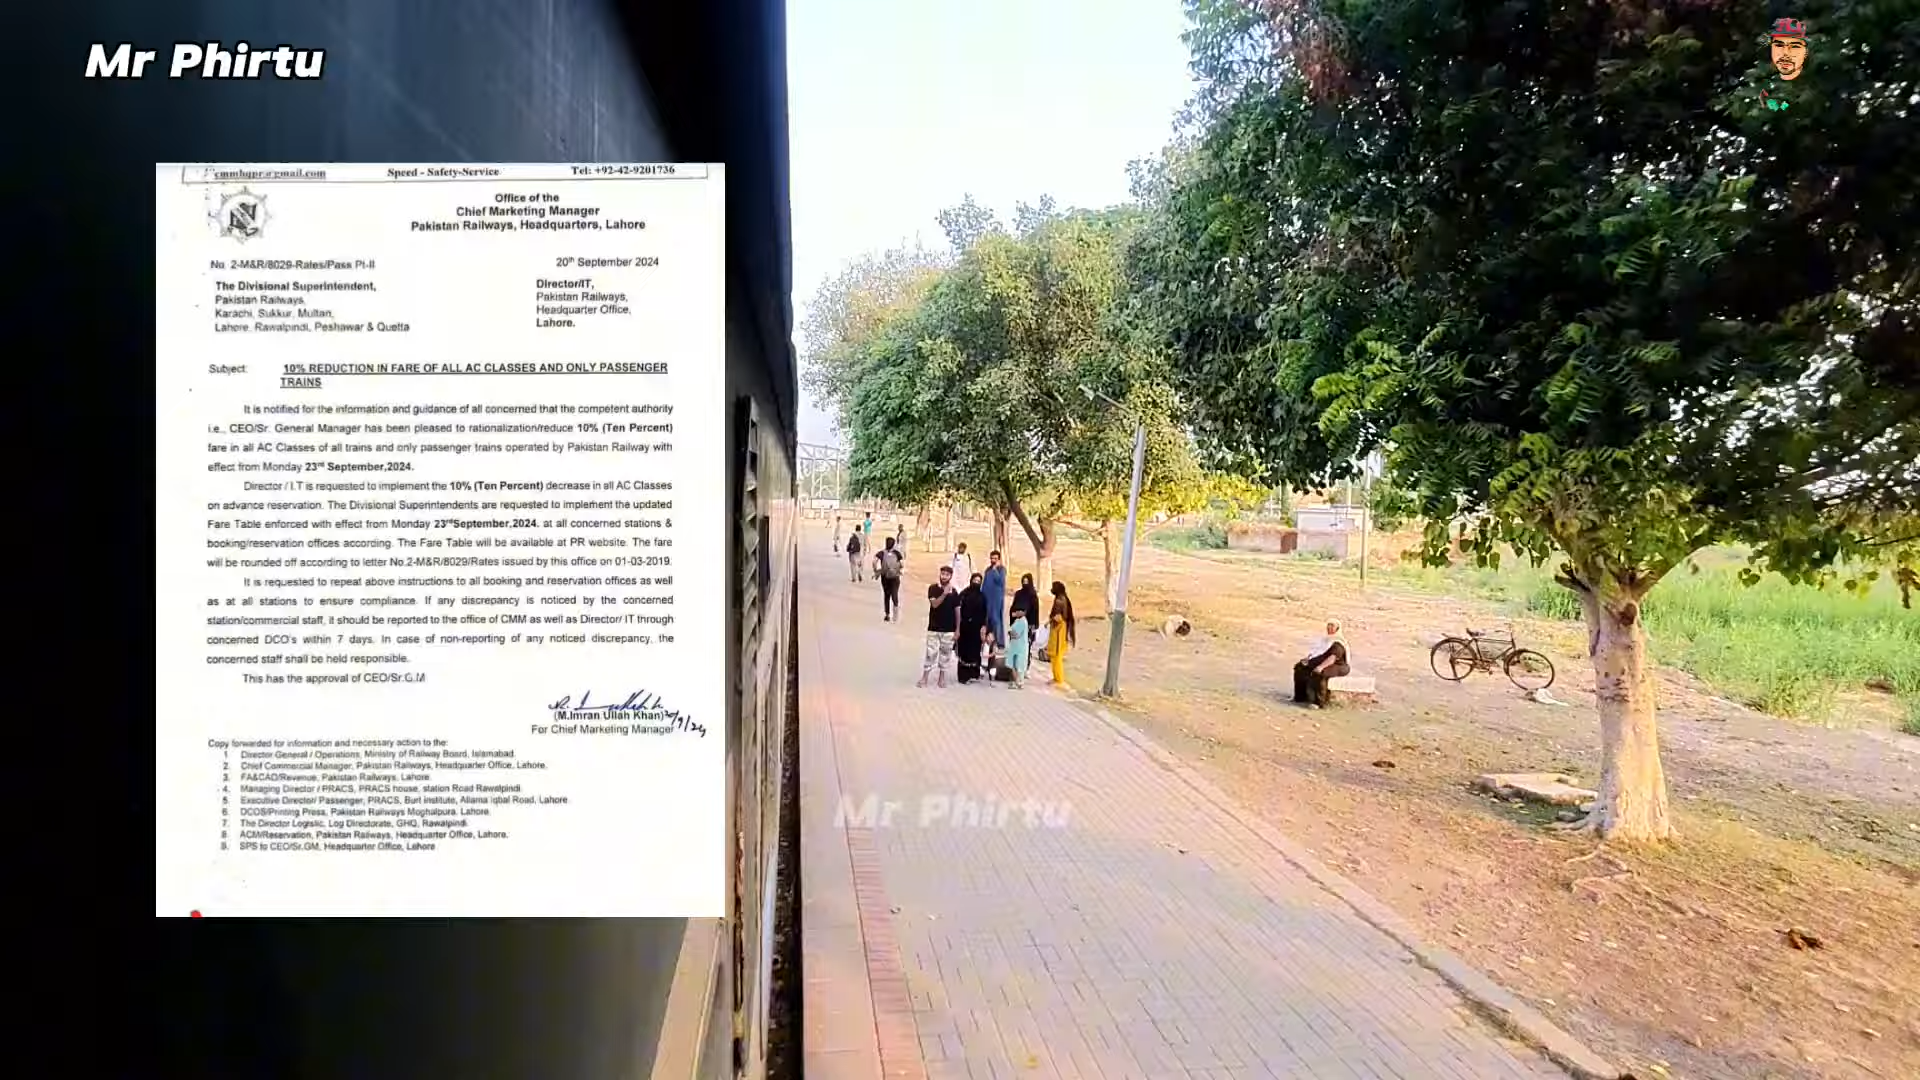 Mr Phirtu
cmmhqpr@gmail.com Speed - Safety-Service Tel: +92-42-9201736
Office of the
Chief Marketing Manager
Pakistan Railways, Headquarters, Lahore
No. 2-M&R/8029-Rates/Pass Pt-II
20th September 2024
The Divisional Superintendent,
Pakistan Railways,
Karachi, Sukkur, Multan,
Lahore, Rawalpindi, Peshawar & Quetta
Director/IT,
Pakistan Railways,
Headquarter Office,
Lahore.
Subject: 10% REDUCTION IN FARE OF ALL AC CLASSES AND ONLY PASSENGER
TRAINS
It is notified for the information and guidance of all concerned that the competent authority
i.e., CEO/Sr. General Manager has been pleased to rationalization/reduce 10% (Ten Percent)
fare in all AC Classes of all trains and only passenger trains operated by Pakistan Railway with
effect from Monday 23rd September,2024.
Director / I.T is requested to implement the 10% (Ten Percent) decrease in all AC Classes
on advance reservation. The Divisional Superintendents are requested to implement the updated
Fare Table enforced with effect from Monday 23rdSeptember,2024. at all concerned stations &
booking/reservation offices according. The Fare Table will be available at PR website. The fare
will be rounded off according to letter No.2-M&R/8029/Rates issued by this office on 01-03-2019.
It is requested to repeat above instructions to all booking and reservation offices as well
as at all stations to ensure compliance. If any discrepancy is noticed by the concerned
station/commercial staff, it should be reported to the office of CMM as well as Director/ IT through
concerned DCO's within 7 days. In case of non-reporting of any noticed discrepancy, the
concerned staff shall be held responsible.
This has the approval of CEO/Sr.G.M
(M.Imran Ullah Khan)
For Chief Marketing Manager
Copy forwarded for information and necessary action to the:
1. Director General / Operations, Ministry of Railway Board, Islamabad.
2. Chief Commercial Manager, Pakistan Railways, Headquarter Office, Lahore.
3. FA&CAO/Revenue, Pakistan Railways, Lahore
4. Managing Director / PRACS, PRACS house, station Road Rawalpindi
5. Executive Director/ Passenger, PRACS, Burt institute, Allama Iqbal Road, Lahore
6. DCOS/Printing Press, Pakistan Railways Moghalpura, Lahore
7. The Director Logistic, Log Directorate, GHQ, Rawalpindi.
8. ACM/Reservation, Pakistan Railways, Headquarter Office, Lahore.
9. SPS to CEO/Sr.GM, Headquarter Office, Lahore
Mr Phirtu